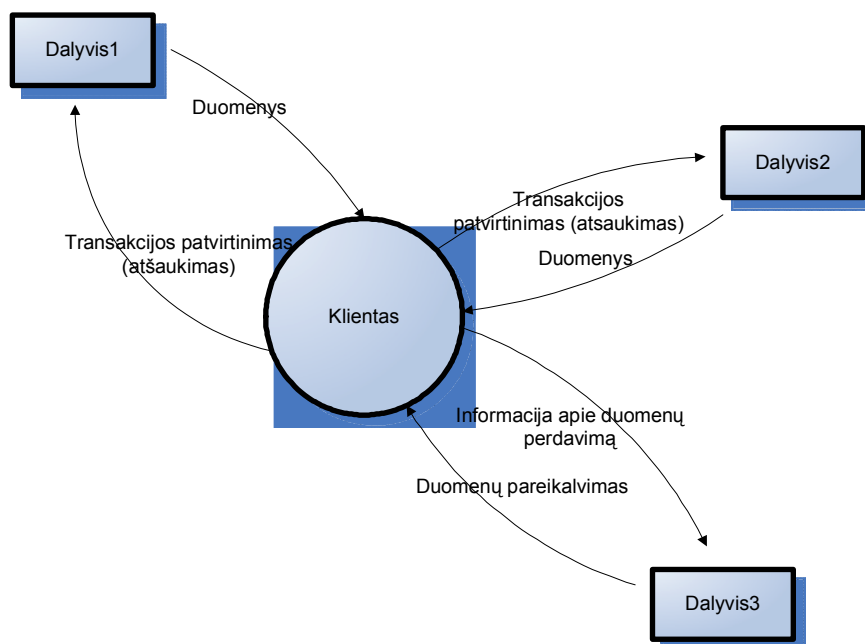 Dalyvis1
Duomenys
Dalyvis2
Transakcijos
patvirtinimas (atsaukimas)
Transakcijos patvirtinimas
(atšaukimas)
Duomenys
Klientas
Informacija apie duomenų
perdavimą
Duomenų pareikalvimas
Dalyvis3